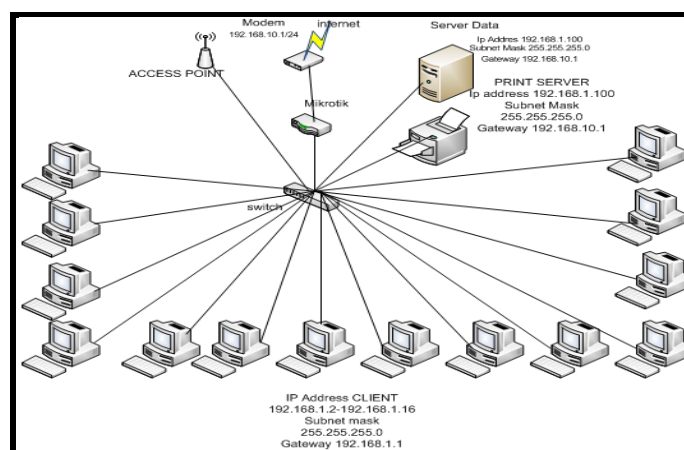 Modem
192.168.10.1/24
internet
Server Data
Ip Addres 192.168.1.100
Subnet Mask 255.255.255.0
Gateway 192.168.10.1
ACCESS POINT
Mikrotik
PRINT SERVER
Ip address 192.168.1.100
Subnet Mask
255.255.255.0
Gateway 192.168.10.1
switch
IP Address CLIENT
192.168.1.2-192.168.1.16
Subnet mask
255.255.255.0
Gateway 192.168.1.1